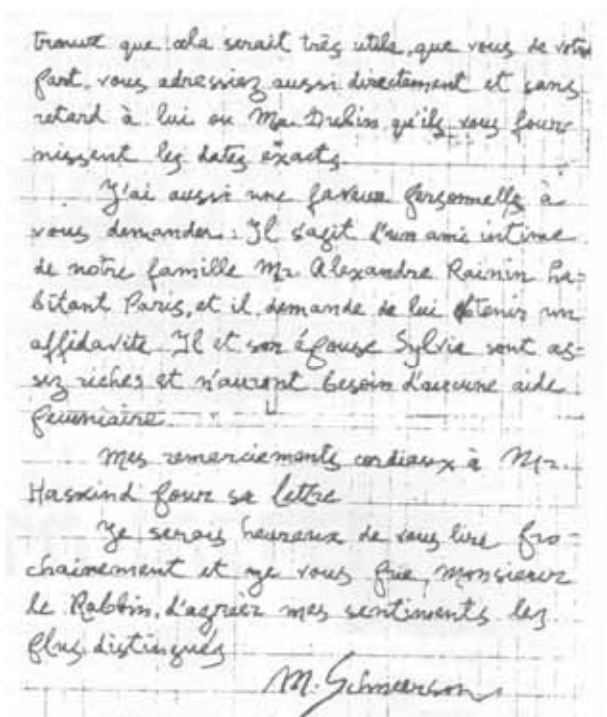 trouve que cela serait très utile, que vous de votre
part, vous adressiez aussi directement et sans
retard à lui ou Mr. Dubin qu'ils vous four-
nissent les dates exacts.
J'ai aussi une faveur personnelle à
vous demander: Il s'agit d'un ami intime
de notre famille Mr. Alexandre Rainin ha-
bitant Paris, et il demande de lui obtenir un
affidavite. Il et son épouse Sylvie sont as-
sez riches et n'auront besoin d'aucune aide
pecuniaire.
Mes remerciements cordiaux à Mr.
Haskind pour sa lettre
Je serais heureux de vous lire pro-
chainement et je vous prie, Monsieur
le Rabbin, d'agréer mes sentiments les
plus distingués
M. Schneerson